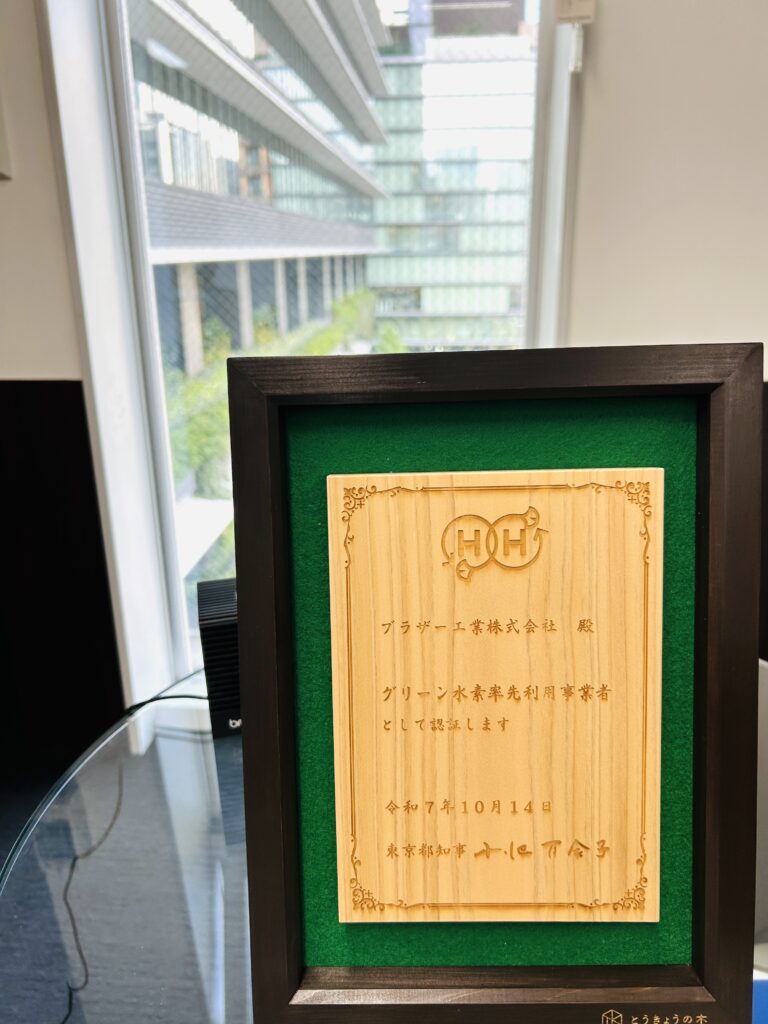 HH
ブラザー工業株式会社 殿
グリーン水素率先利用事業者
として認証します
令和7年10月14日
東京都知事 小池百合子
とうきょうの木